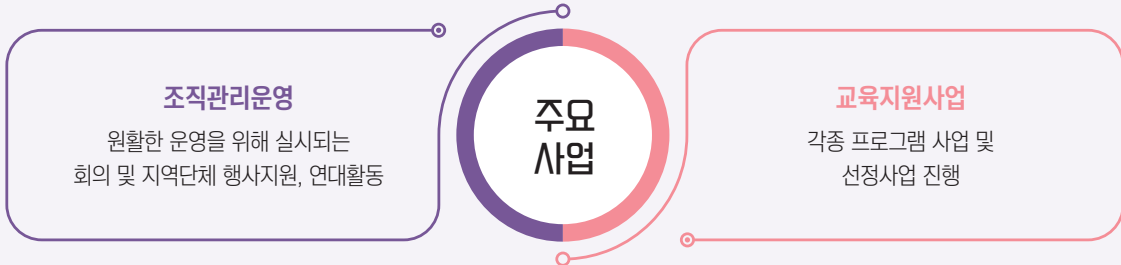 조직관리운영
원활한 운영을 위해 실시되는
회의 및 지역단체 행사지원, 연대활동
주요
사업
교육지원사업
각종 프로그램 사업 및
선정사업 진행